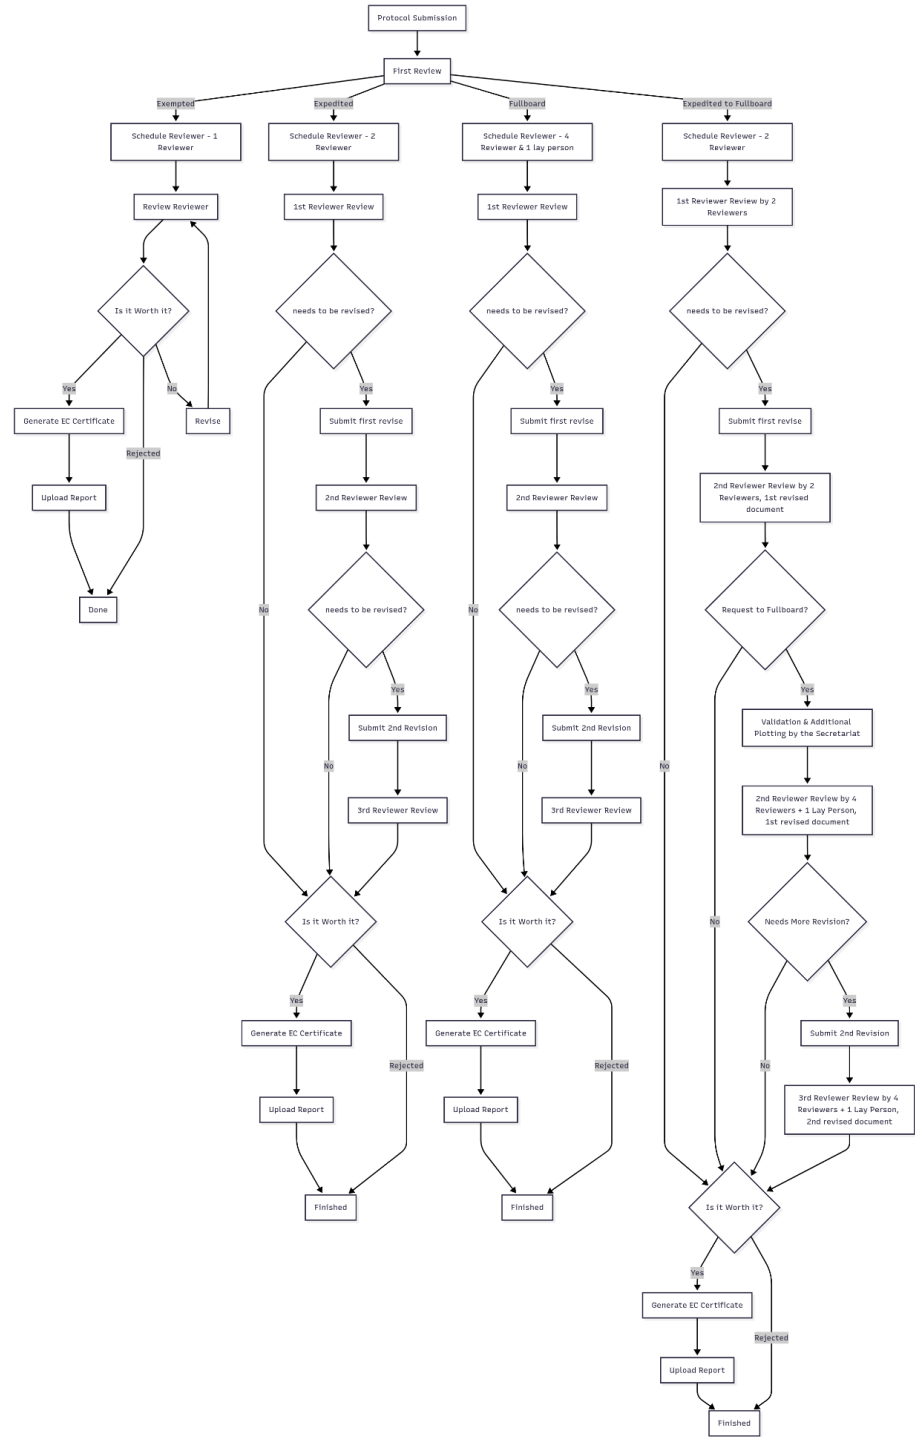 Protocol Submission
First Review
Exempted
Expedited
Fullboard
Expedited to Fullboard
Schedule Reviewer - 1
Reviewer
Schedule Reviewer - 2
Reviewer
Schedule Reviewer - 4
Reviewer & 1 lay person
Schedule Reviewer - 2
Reviewer
Review Reviewer
1st Reviewer Review
1st Reviewer Review
1st Reviewer Review by 2
Reviewers
Is it Worth it?
needs to be revised?
needs to be revised?
needs to be revised?
Yes
No
Yes
Yes
Yes
Generate EC Certificate
Revise
Submit first revise
Submit first revise
Submit first revise
Rejected
Upload Report
2nd Reviewer Review
2nd Reviewer Review
2nd Reviewer Review by 2
Reviewers, 1st revised
document
Done
No
needs to be revised?
No
needs to be revised?
Request to Fullboard?
Yes
Yes
Yes
Submit 2nd Revision
Submit 2nd Revision
Validation & Additional
Plotting by the Secretariat
No
No
No
3rd Reviewer Review
3rd Reviewer Review
2nd Reviewer Review by 4
Reviewers + 1 Lay Person,
1st revised document
Is it Worth it?
Is it Worth it?
No
Needs More Revision?
Yes
Yes
Yes
Generate EC Certificate
Generate EC Certificate
Submit 2nd Revision
Rejected
Rejected
No
Upload Report
Upload Report
3rd Reviewer Review by 4
Reviewers + 1 Lay Person,
2nd revised document
Finished
Finished
Is it Worth it?
Yes
Generate EC Certificate
Rejected
Upload Report
Finished